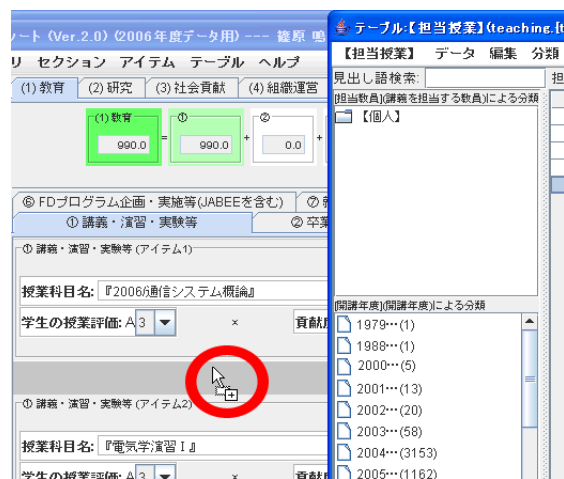 ノート (Ver.2.0) (2006年度データ用) --- 篠原 鳴
リ セクション アイテム テーブル ヘルプ
(1) 教育 (2) 研究 (3) 社会貢献 (4) 組織運営
(1) 教育 ① ②
990.0 = 990.0 + 0.0 +
⑥ FDプログラム企画・実施等(JABEEを含む) ⑦
① 講義・演習・実験等 ② 卒業
① 講義・演習・実験等 (アイテム1)
授業科目名: 『2006/通信システム概論』
学生の授業評価: A 3 × 貢献度
① 講義・演習・実験等 (アイテム2)
授業科目名: 『電気学演習Ⅰ』
学生の授業評価: A 3 × 貢献
テーブル:【担当授業】(teaching.[t
【担当授業】 データ 編集 分類
見出し語検索: 担
[担当教員](講義を担当する教員)による分類
【個人】
[開講年度](開講年度)による分類
1979…(1)
1988…(1)
2000…(5)
2001…(13)
2002…(20)
2003…(58)
2004…(3153)
2005…(1162)